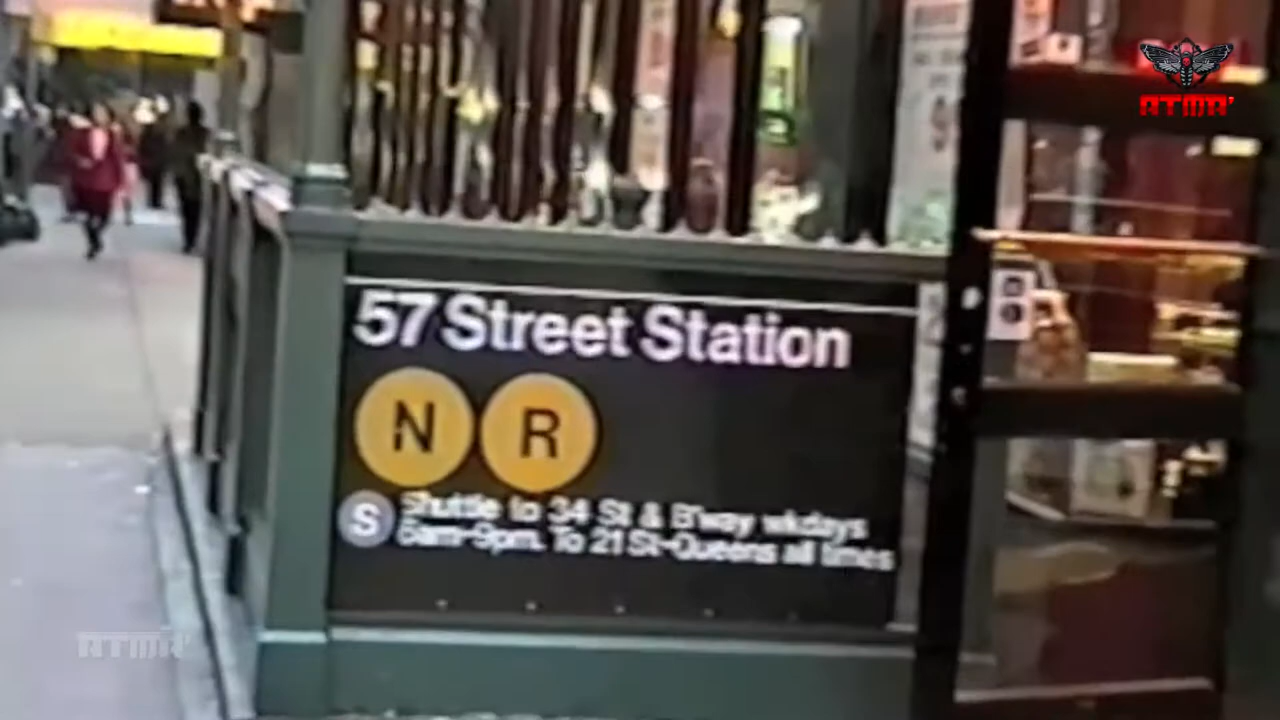 ATMA'
57 Street Station
N R
S Shuttle to 34 St & B'way wkdays
6am-9pm. To 21 St-Queens all times
ATMA'